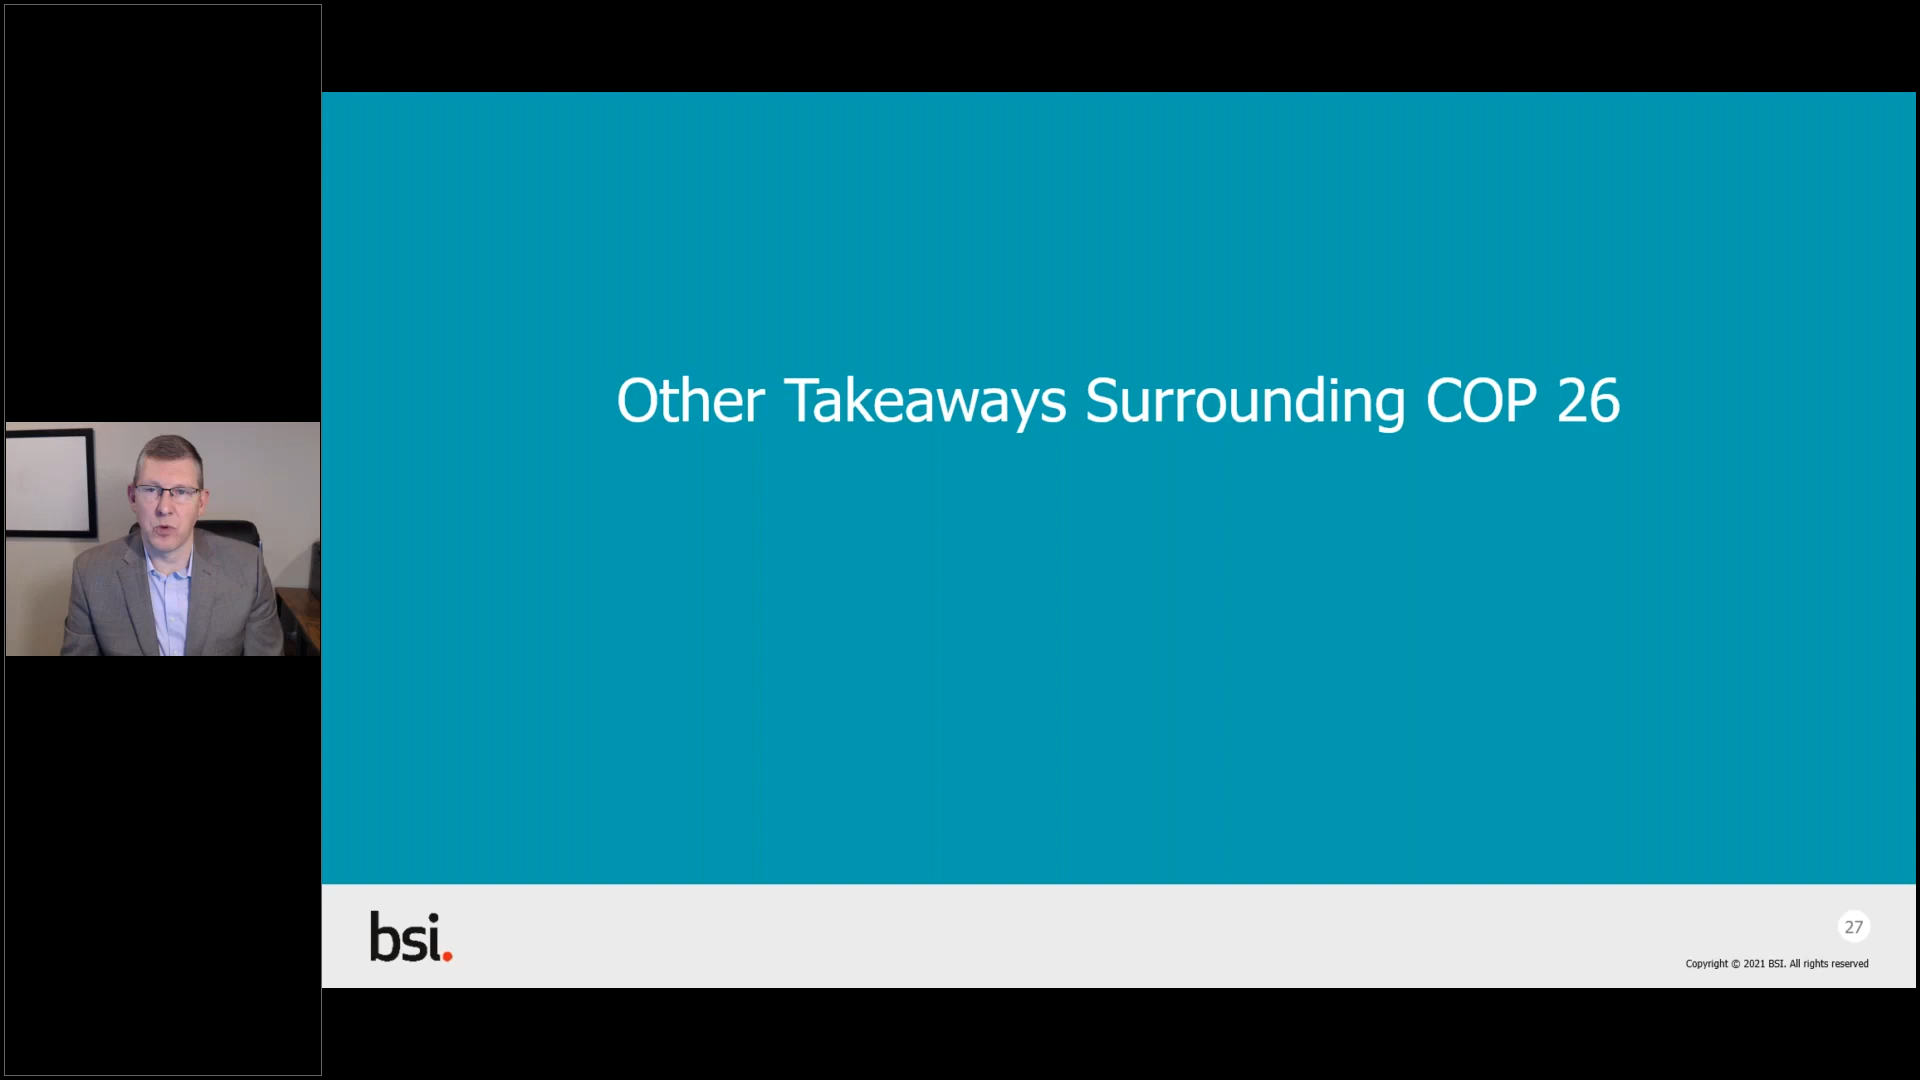 Other Takeaways Surrounding COP 26
bsi.
27
Copyright © 2021 BSI. All rights reserved